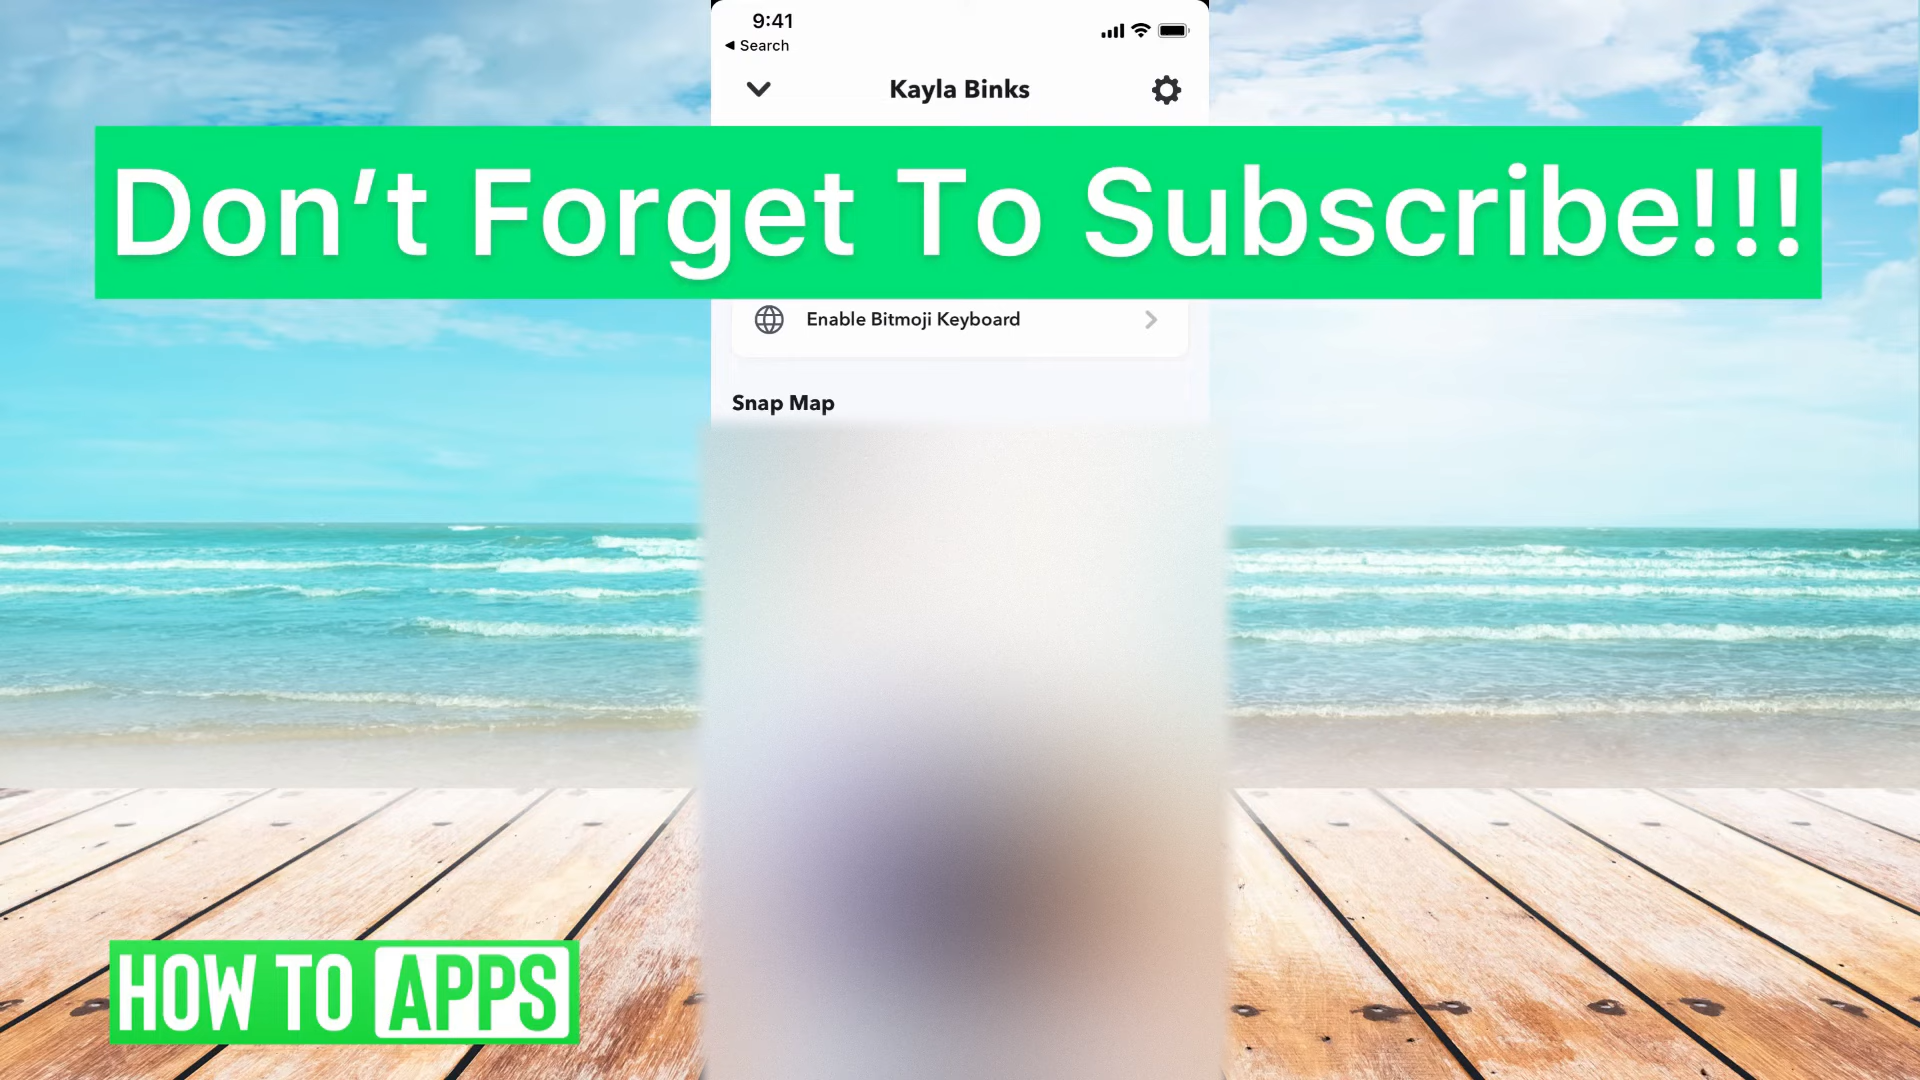 9:41
◀ Search
Kayla Binks
Don’t Forget To Subscribe!!!
Enable Bitmoji Keyboard
Snap Map
HOW TO APPS